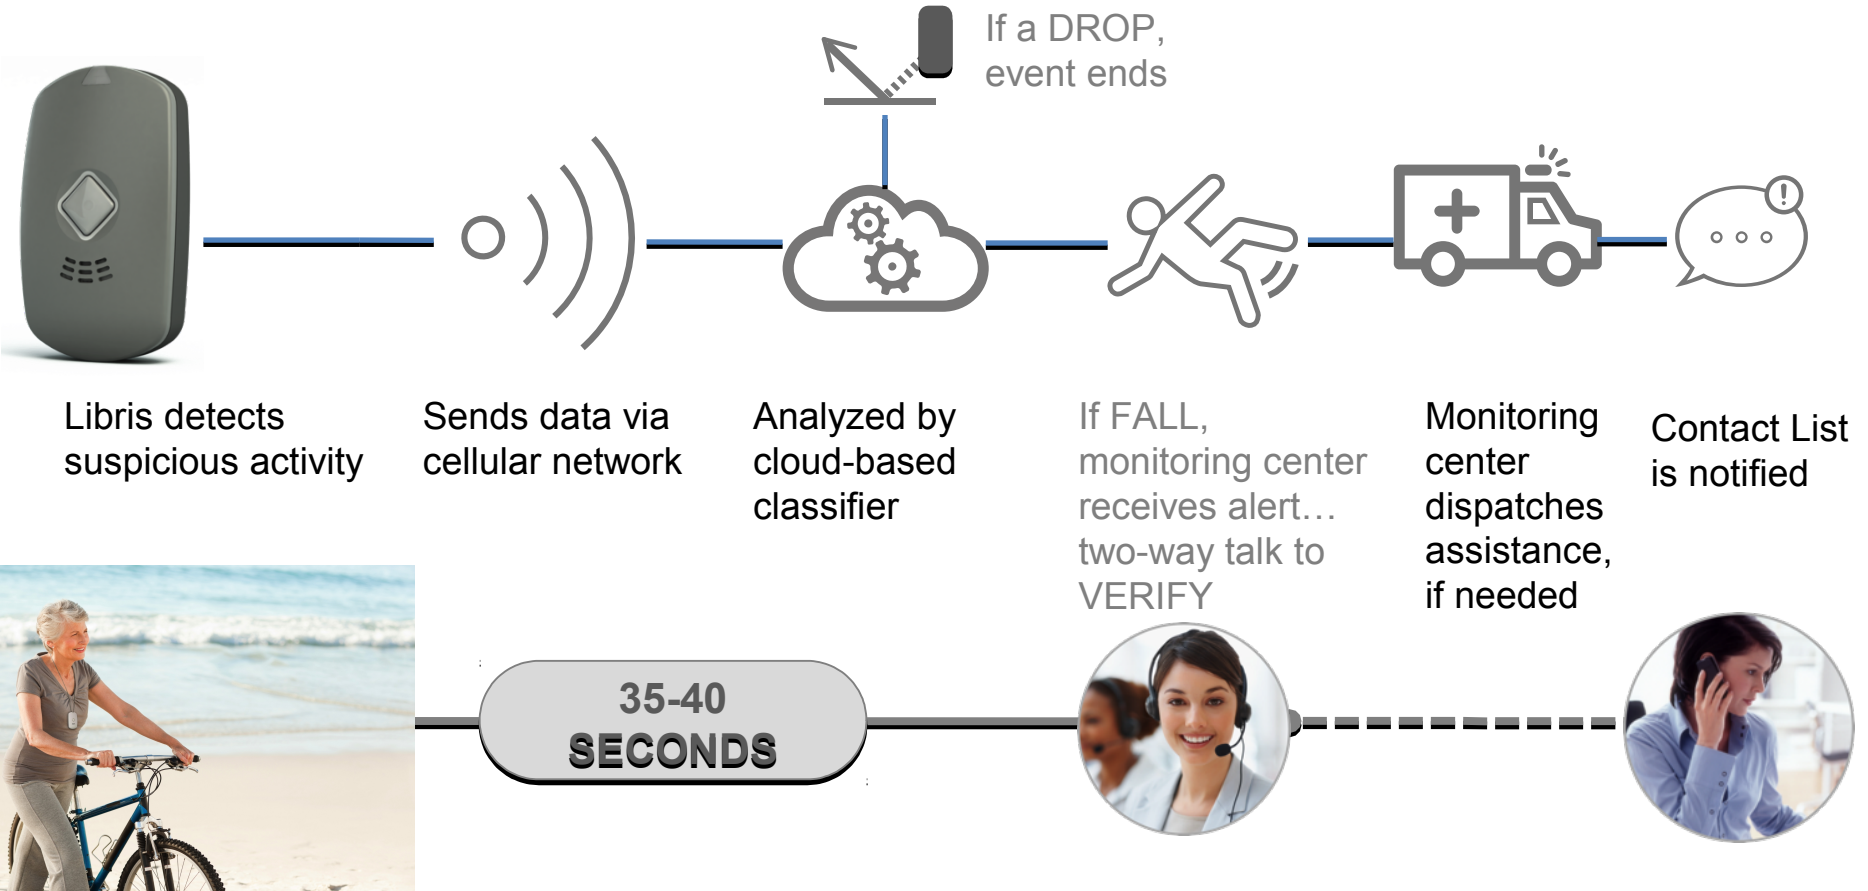 If a DROP,
event ends
Libris detects
suspicious activity
Sends data via
cellular network
Analyzed by
cloud-based
classifier
If FALL,
monitoring center
receives alert…
two-way talk to
VERIFY
Monitoring
center
dispatches
assistance,
if needed
Contact List
is notified
35-40
SECONDS